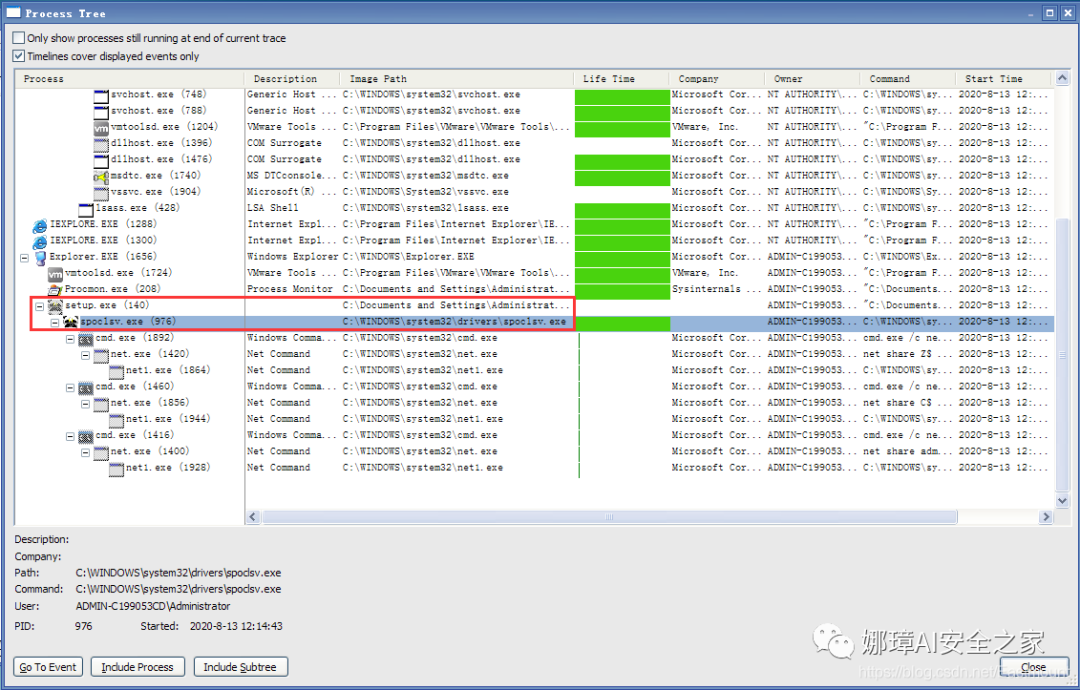 Process Tree
Only show processes still running at end of current trace
Timelines cover displayed events only
Process Description Image Path Life Time Company Owner Command Start Time
svchost.exe (748) Generic Host ... C:\WINDOWS\system32\svchost.exe Microsoft Cor... NT AUTHORITY\... C:\WINDOWS\sy... 2020-8-13 12:...
svchost.exe (788) Generic Host ... C:\WINDOWS\system32\svchost.exe Microsoft Cor... NT AUTHORITY\... C:\WINDOWS\sy... 2020-8-13 12:...
vmtoolsd.exe (1204) VMware Tools ... C:\Program Files\VMware\VMware Tools\... VMware, Inc. NT AUTHORITY\... "C:\Program F... 2020-8-13 12:...
dllhost.exe (1396) COM Surrogate C:\WINDOWS\system32\dllhost.exe Microsoft Cor... NT AUTHORITY\... C:\WINDOWS\sy... 2020-8-13 12:...
dllhost.exe (1476) COM Surrogate C:\WINDOWS\system32\dllhost.exe Microsoft Cor... NT AUTHORITY\... C:\WINDOWS\sy... 2020-8-13 12:...
msdtc.exe (1740) MS DTCconsole... C:\WINDOWS\system32\msdtc.exe Microsoft Cor... NT AUTHORITY\... C:\WINDOWS\sy... 2020-8-13 12:...
vssvc.exe (1904) Microsoft(R) ... C:\WINDOWS\System32\vssvc.exe Microsoft Cor... NT AUTHORITY\... C:\WINDOWS\Sy... 2020-8-13 12:...
lsass.exe (428) LSA Shell C:\WINDOWS\system32\lsass.exe Microsoft Cor... NT AUTHORITY\... C:\WINDOWS\sy... 2020-8-13 12:...
IEXPLORE.EXE (1288) Internet Expl... C:\Program Files\Internet Explorer\IE... Microsoft Cor... NT AUTHORITY\... "C:\Program F... 2020-8-13 12:...
IEXPLORE.EXE (1300) Internet Expl... C:\Program Files\Internet Explorer\IE... Microsoft Cor... NT AUTHORITY\... "C:\Program F... 2020-8-13 12:...
Explorer.EXE (1656) Windows Explorer C:\WINDOWS\Explorer.EXE Microsoft Cor... ADMIN-C199053... C:\WINDOWS\Ex... 2020-8-13 12:...
vmtoolsd.exe (1724) VMware Tools ... C:\Program Files\VMware\VMware Tools\... VMware, Inc. ADMIN-C199053... "C:\Program F... 2020-8-13 12:...
Procmon.exe (208) Process Monitor C:\Documents and Settings\Administrat... Sysinternals ... ADMIN-C199053... "C:\Documents... 2020-8-13 12:...
setup.exe (140) C:\Documents and Settings\Administrat... ADMIN-C199053... "C:\Documents... 2020-8-13 12:...
spoclsv.exe (976) C:\WINDOWS\system32\drivers\spoclsv.exe ADMIN-C199053... C:\WINDOWS\sy... 2020-8-13 12:...
cmd.exe (1892) Windows Comma... C:\WINDOWS\system32\cmd.exe Microsoft Cor... ADMIN-C199053... cmd.exe /c ne... 2020-8-13 12:...
net.exe (1420) Net Command C:\WINDOWS\system32\net.exe Microsoft Cor... ADMIN-C199053... net share Z$ ... 2020-8-13 12:...
net1.exe (1864) Net Command C:\WINDOWS\system32\net1.exe Microsoft Cor... ADMIN-C199053... C:\WINDOWS\sy... 2020-8-13 12:...
cmd.exe (1460) Windows Comma... C:\WINDOWS\system32\cmd.exe Microsoft Cor... ADMIN-C199053... cmd.exe /c ne... 2020-8-13 12:...
net.exe (1856) Net Command C:\WINDOWS\system32\net.exe Microsoft Cor... ADMIN-C199053... net share C$ ... 2020-8-13 12:...
net1.exe (1944) Net Command C:\WINDOWS\system32\net1.exe Microsoft Cor... ADMIN-C199053... C:\WINDOWS\sy... 2020-8-13 12:...
cmd.exe (1416) Windows Comma... C:\WINDOWS\system32\cmd.exe Microsoft Cor... ADMIN-C199053... cmd.exe /c ne... 2020-8-13 12:...
net.exe (1400) Net Command C:\WINDOWS\system32\net.exe Microsoft Cor... ADMIN-C199053... net share adm... 2020-8-13 12:...
net1.exe (1928) Net Command C:\WINDOWS\system32\net1.exe Microsoft Cor... ADMIN-C199053... C:\WINDOWS\sy... 2020-8-13 12:...
Description:
Company:
Path: C:\WINDOWS\system32\drivers\spoclsv.exe
Command: C:\WINDOWS\system32\drivers\spoclsv.exe
User: ADMIN-C199053CD\Administrator
PID: 976 Started: 2020-8-13 12:14:43
娜璋AI安全之家
Go To Event Include Process Include Subtree Close